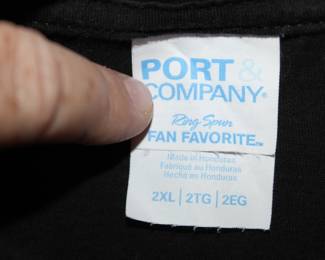 PORT &
COMPANY®
Ring Spun
FAN FAVORITE™
Made in Honduras
Fabriqué au Honduras
Hecho en Honduras
2XL | 2TG | 2EG